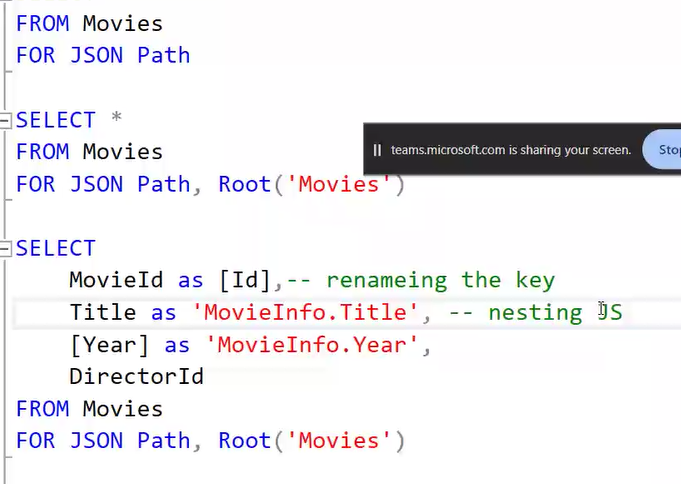 FROM Movies
FOR JSON Path
SELECT *
FROM Movies
teams.microsoft.com is sharing your screen.
FOR JSON Path, Root('Movies')
SELECT
MovieId as [Id],-- renameing the key
Title as 'MovieInfo.Title', -- nesting JS
[Year] as 'MovieInfo.Year',
DirectorId
FROM Movies
FOR JSON Path, Root('Movies')